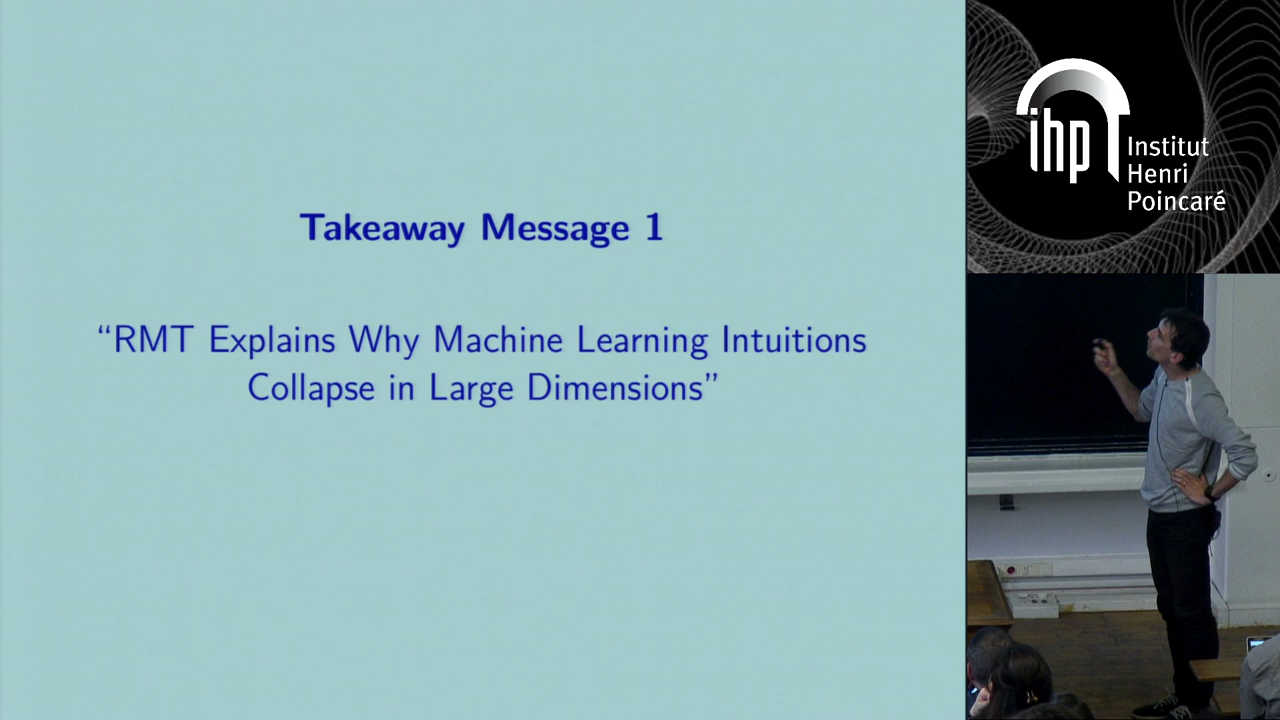 Takeaway Message 1
“RMT Explains Why Machine Learning Intuitions
Collapse in Large Dimensions”
ihp
Institut
Henri
Poincaré